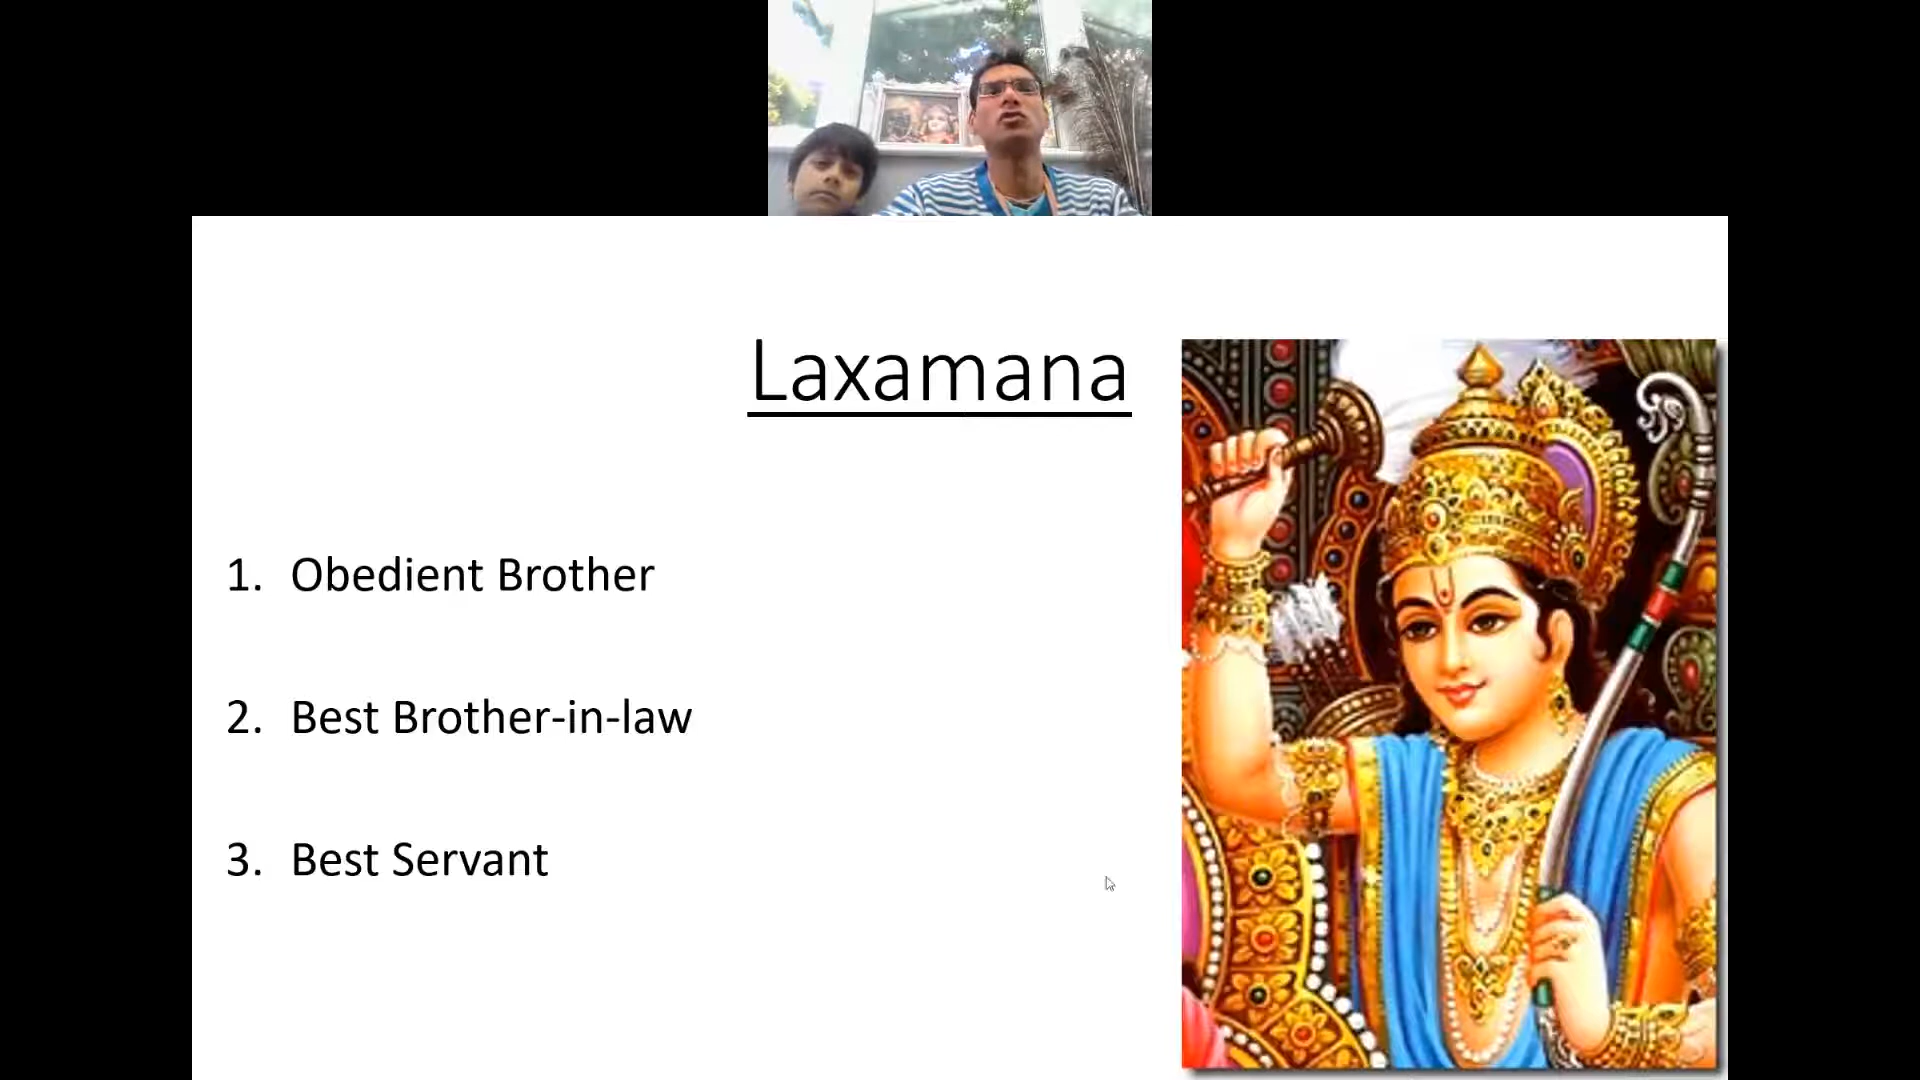 Laxamana
1. Obedient Brother
2. Best Brother-in-law
3. Best Servant